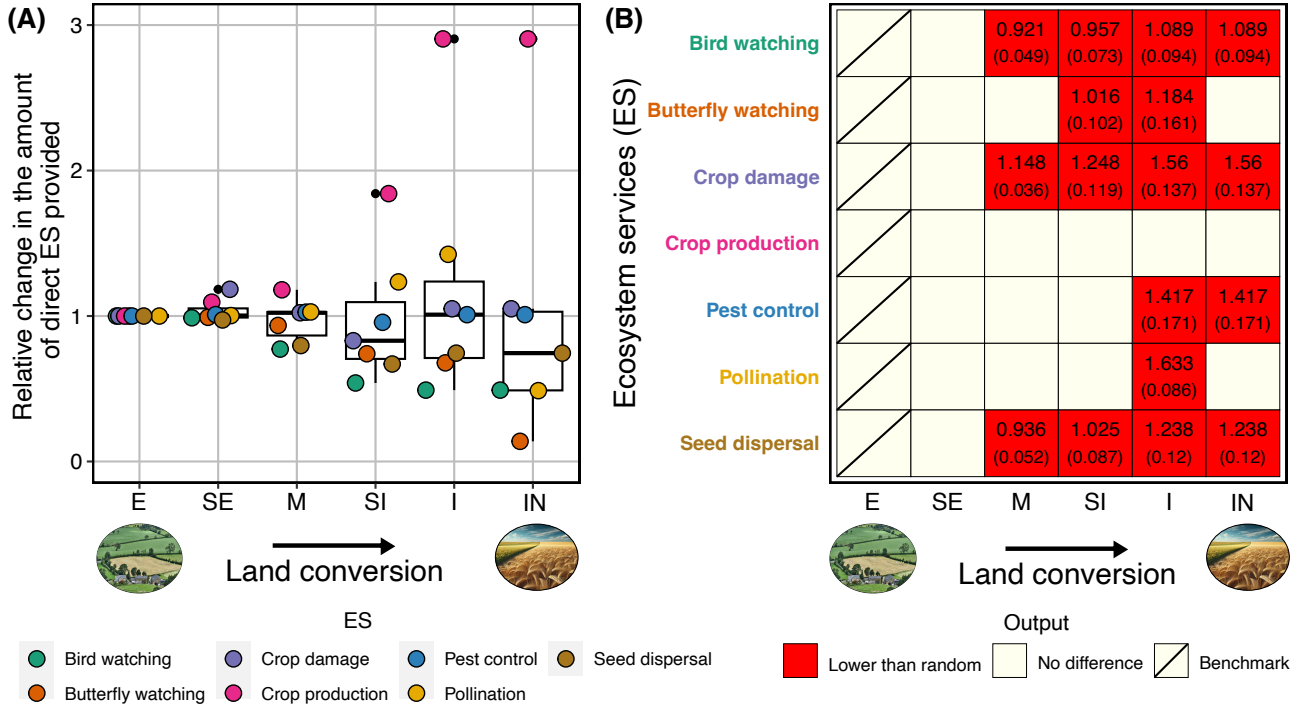 (A)
Relative change in the amount
of direct ES provided
3
2
1
0
E SE M SI I IN
Land conversion
ES
Bird watching
Crop damage
Pest control
Seed dispersal
Butterfly watching
Crop production
Pollination
(B)
Ecosystem services (ES)
Bird watching 0.921 0.957 1.089 1.089
(0.049) (0.073) (0.094) (0.094)
Butterfly watching 1.016 1.184
(0.102) (0.161)
Crop damage 1.148 1.248 1.56 1.56
(0.036) (0.119) (0.137) (0.137)
Crop production
Pest control 1.417 1.417
(0.171) (0.171)
Pollination 1.633
(0.086)
Seed dispersal 0.936 1.025 1.238 1.238
(0.052) (0.087) (0.12) (0.12)
E SE M SI I IN
Land conversion
Output
Lower than random
No difference
Benchmark